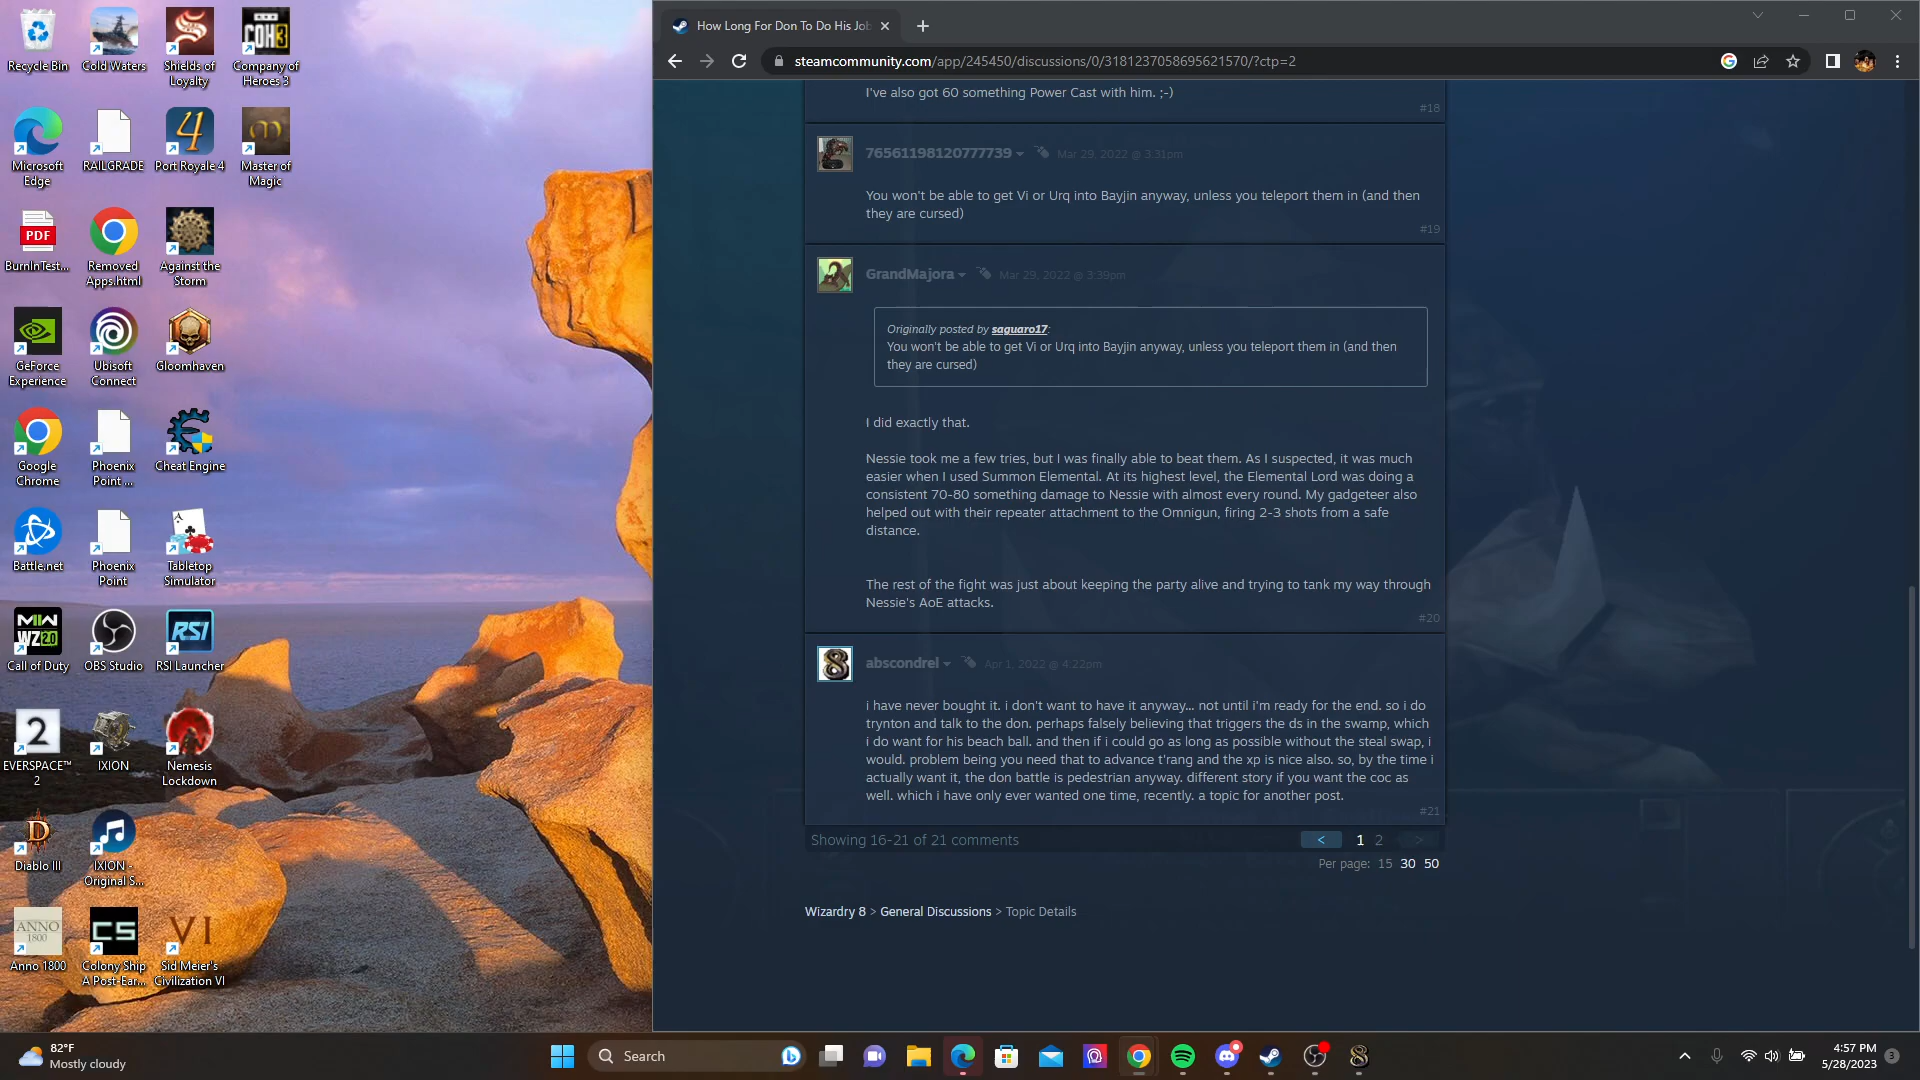 Recycle Bin
Cold Waters
Shields of
Loyalty
COH3
Company of
Heroes 3
Microsoft
Edge
RAILGRADE
4
Port Royale 4
Master of
Magic
PDF
BurnInTest...
Removed
Apps.html
Against the
Storm
GeForce
Experience
Ubisoft
Connect
Gloomhaven
Google
Chrome
Phoenix
Point ...
Cheat Engine
Battle.net
Phoenix
Point
Tabletop
Simulator
MW
WZ 2.0
Call of Duty
OBS Studio
RSI
RSI Launcher
2
EVERSPACE™
2
IXION
Nemesis
Lockdown
D
Diablo III
IXION -
Original S...
ANNO
1800
Anno 1800
CS
Colony Ship
A Post-Ear...
VI
Sid Meier's
Civilization VI
How Long For Don To Do His Job
steamcommunity.com/app/245450/discussions/0/3181237058695621570/?ctp=2
I've also got 60 something Power Cast with him. ;-)
#18
76561198120777739 Mar 29, 2022 @ 3:31pm
You won't be able to get Vi or Urq into Bayjin anyway, unless you teleport them in (and then
they are cursed)
#19
GrandMajora Mar 29, 2022 @ 3:39pm
Originally posted by saguaro17:
You won't be able to get Vi or Urq into Bayjin anyway, unless you teleport them in (and then
they are cursed)
I did exactly that.
Nessie took me a few tries, but I was finally able to beat them. As I suspected, it was much
easier when I used Summon Elemental. At its highest level, the Elemental Lord was doing a
consistent 70-80 something damage to Nessie with almost every round. My gadgeteer also
helped out with their repeater attachment to the Omnigun, firing 2-3 shots from a safe
distance.
The rest of the fight was just about keeping the party alive and trying to tank my way through
Nessie's AoE attacks.
#20
abscondrel Apr 1, 2022 @ 4:22pm
i have never bought it. i don't want to have it anyway... not until i'm ready for the end. so i do
trynton and talk to the don. perhaps falsely believing that triggers the ds in the swamp, which
i do want for his beach ball. and then if i could go as long as possible without the steal swap, i
would. problem being you need that to advance t'rang and the xp is nice also. so, by the time i
actually want it, the don battle is pedestrian anyway. different story if you want the coc as
well. which i have only ever wanted one time, recently. a topic for another post.
#21
Showing 16-21 of 21 comments
< 1 2 >
Per page: 15 30 50
Wizardry 8 > General Discussions > Topic Details
82°F
Mostly cloudy
Search
4:57 PM
5/28/2023
3